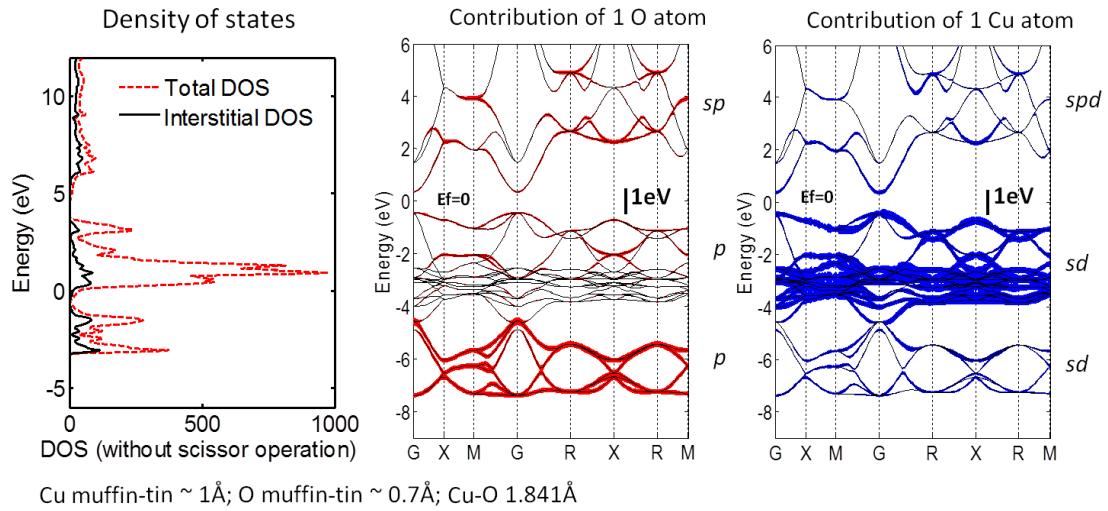 Density of states
Contribution of 1 O atom
Contribution of 1 Cu atom
Total DOS
Interstitial DOS
Energy (eV)
10
5
0
-5
0
500
1000
DOS (without scissor operation)
Energy (eV)
6
4
2
0
-2
-4
-6
-8
Ef=0
1eV
sp
p
p
G X M G R X R M
Energy (eV)
6
4
2
0
-2
-4
-6
-8
Ef=0
1eV
spd
sd
sd
G X M G R X R M
Cu muffin-tin ~ 1Å; O muffin-tin ~ 0.7Å; Cu-O 1.841Å